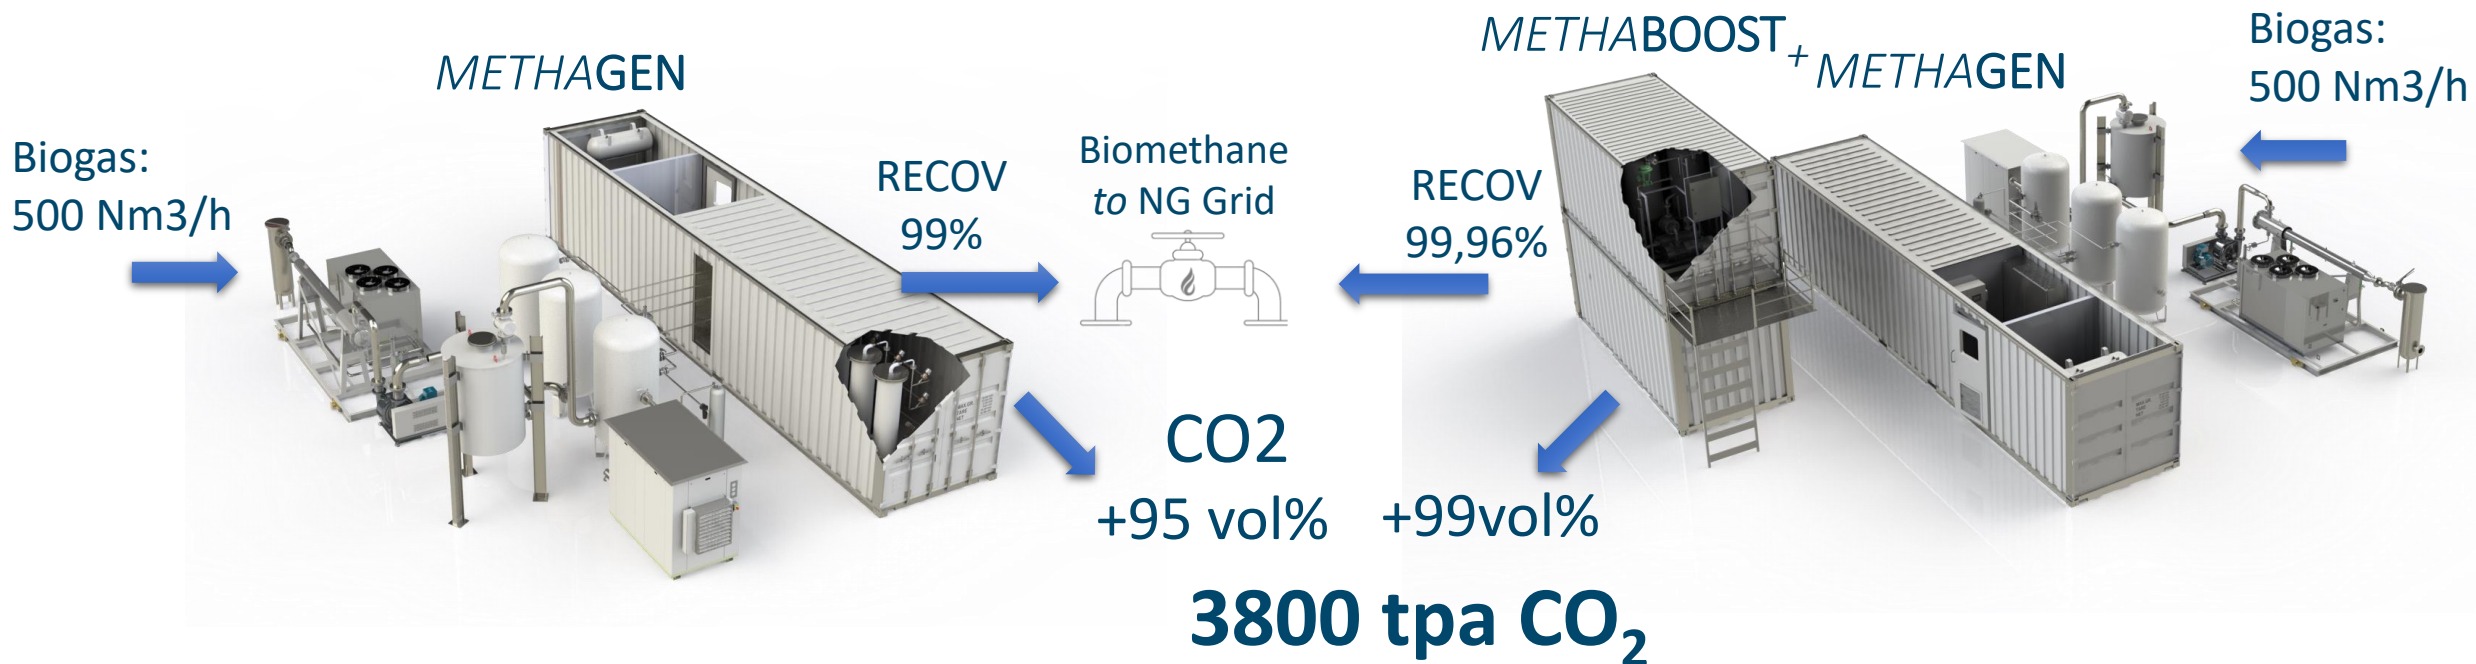 METHAGEN
Biogas:
500 Nm3/h
RECOV
99%
Biomethane
to NG Grid
METHABOOST
+ METHAGEN
RECOV
99,96%
Biogas:
500 Nm3/h
CO2
+95 vol%
+99vol%
3800 tpa CO₂